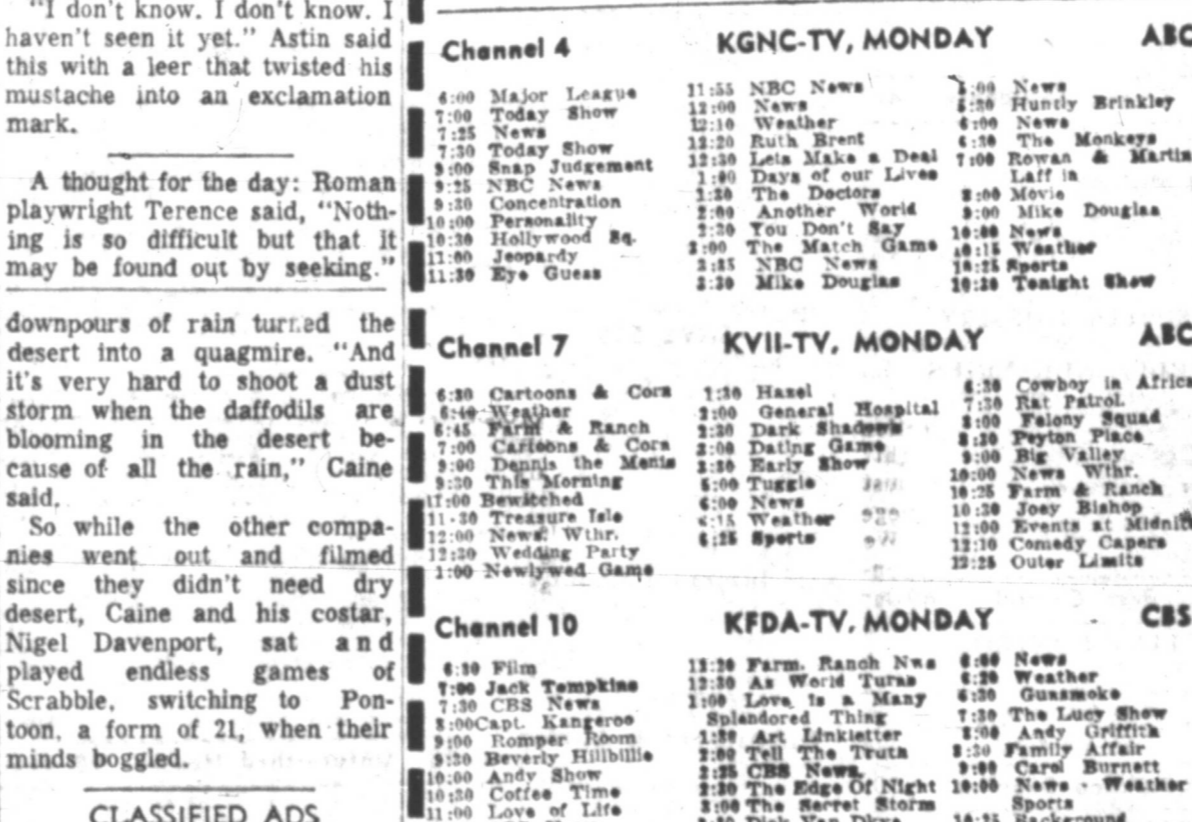 "I don't know. I don't know. I
haven't seen it yet." Astin said
this with a leer that twisted his
mustache into an exclamation
mark.
A thought for the day: Roman
playwright Terence said, "Noth-
ing is so difficult but that it
may be found out by seeking."
downpours of rain turned the
desert into a quagmire. "And
it's very hard to shoot a dust
storm when the daffodils are
blooming in the desert be-
cause of all the rain," Caine
said.
So while the other compa-
nies went out and filmed
since they didn't need dry
desert, Caine and his costar,
Nigel Davenport, sat and
played endless games of
Scrabble, switching to Pon-
toon, a form of 21, when their
minds boggled.
CLASSIFIED ADS
Channel 4 KGNC-TV, MONDAY ABC
6:00 Major League
7:00 Today Show
7:25 News
7:30 Today Show
9:00 Snap Judgement
9:25 NBC News
9:30 Concentration
10:00 Personality
10:30 Hollywood Sq.
11:00 Jeopardy
11:30 Eye Guess
11:55 NBC News
12:00 News
12:10 Weather
12:20 Ruth Brent
12:30 Lets Make a Deal
1:00 Days of our Lives
1:30 The Doctors
2:00 Another World
2:30 You Don't Say
3:00 The Match Game
3:25 NBC News
3:30 Mike Douglas
5:00 News
5:30 Huntly Brinkley
6:00 News
6:30 The Monkeys
7:00 Rowan & Martin
Laff in
8:00 Movie
9:00 Mike Douglas
10:00 News
10:15 Weather
10:25 Sports
10:30 Tonight Show
Channel 7 KVII-TV, MONDAY ABC
6:30 Cartoons & Corn
6:40 Weather
6:45 Farm & Ranch
7:00 Cartoons & Corn
9:00 Dennis the Menis
9:30 This Morning
11:00 Bewitched
11-30 Treasure Isle
12:00 News. Wthr.
12:30 Wedding Party
1:00 Newlywed Game
1:30 Hazel
2:00 General Hospital
2:30 Dark Shadows
3:00 Dating Game
3:30 Early Show
5:00 Tuggle
6:00 News
6:15 Weather
6:25 Sports
6:30 Cowboy in Africa
7:30 Rat Patrol.
8:00 Felony Squad
8:30 Peyton Place
9:00 Big Valley
10:00 News Wthr.
10:25 Farm & Ranch
10:30 Joey Bishop
12:00 Events at Midnite
12:10 Comedy Capers
12:25 Outer Limits
Channel 10 KFDA-TV. MONDAY CBS
6:30 Film
7:00 Jack Tompkins
7:30 CBS News
8:00Capt. Kangeroo
9:00 Romper Room
9:30 Beverly Hillbillie
10:00 Andy Show
10:30 Coffee Time
11:00 Love of Life
12:20 Farm. Ranch Nws
12:30 As World Turns
1:00 Love is a Many
Splendored Thing
1:30 Art Linkletter
2:00 Tell The Truth
2:25 CBS News.
2:30 The Edge Of Night
3:00 The Serret Storm
3:30 Dick Van Dyke
6:00 News
6:20 Weather
6:30 Gunsmoke
7:30 The Lucy Show
8:00 Andy Griffith
8:30 Family Affair
9:00 Carol Burnett
10:00 News - Weather
Sports
10:25 Background